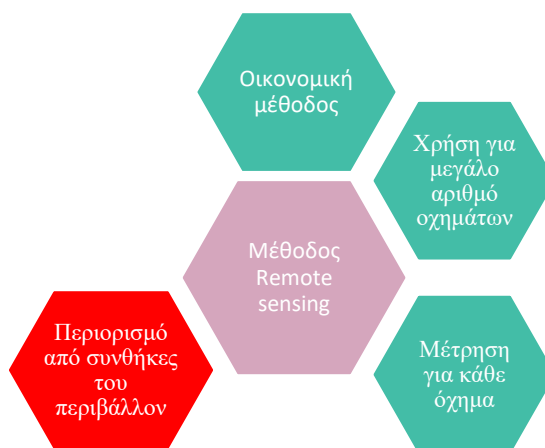 Οικονομική
μέθοδος
Χρήση για
μεγάλο
αριθμό
οχημάτων
Μέθοδος
Remote
sensing
Περιορισμό
από συνθήκες
του
περιβάλλον
Μέτρηση
για κάθε
όχημα